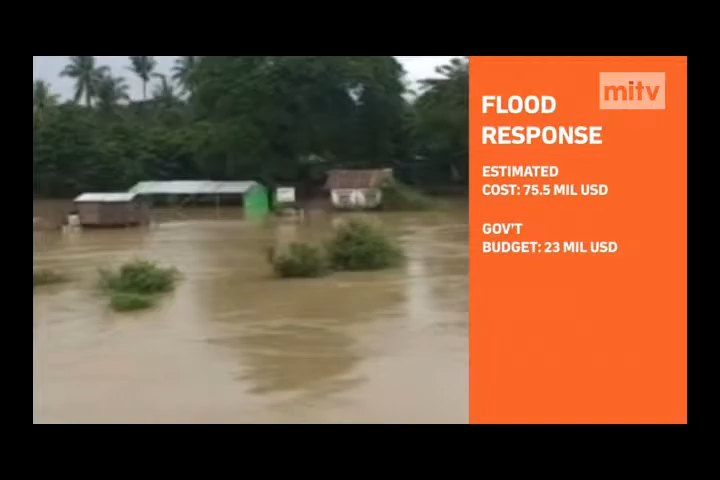 mitv
FLOOD
RESPONSE
ESTIMATED
COST: 75.5 MIL USD
GOV'T
BUDGET: 23 MIL USD